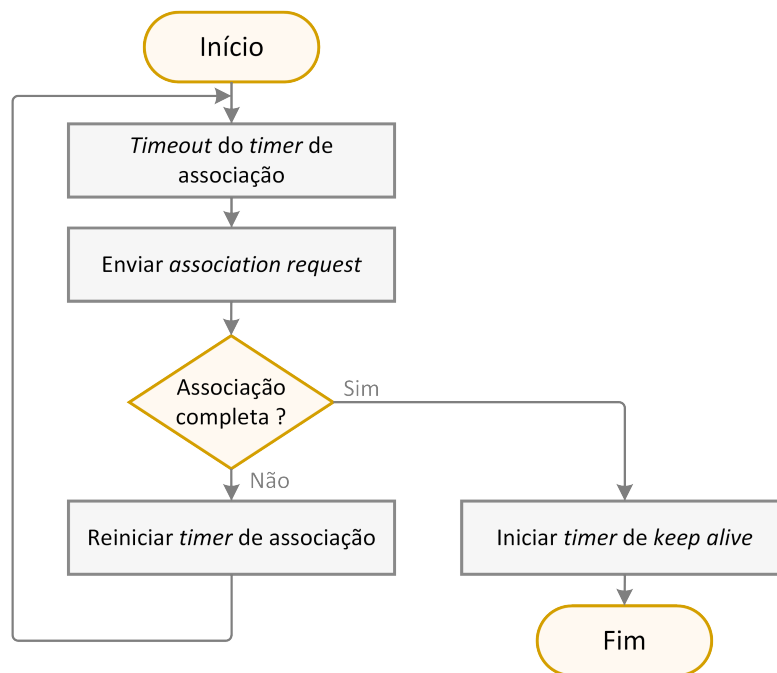 Início
Timeout do timer de
associação
Enviar association request
Associação
completa ?
Sim
Não
Reiniciar timer de associação
Iniciar timer de keep alive
Fim